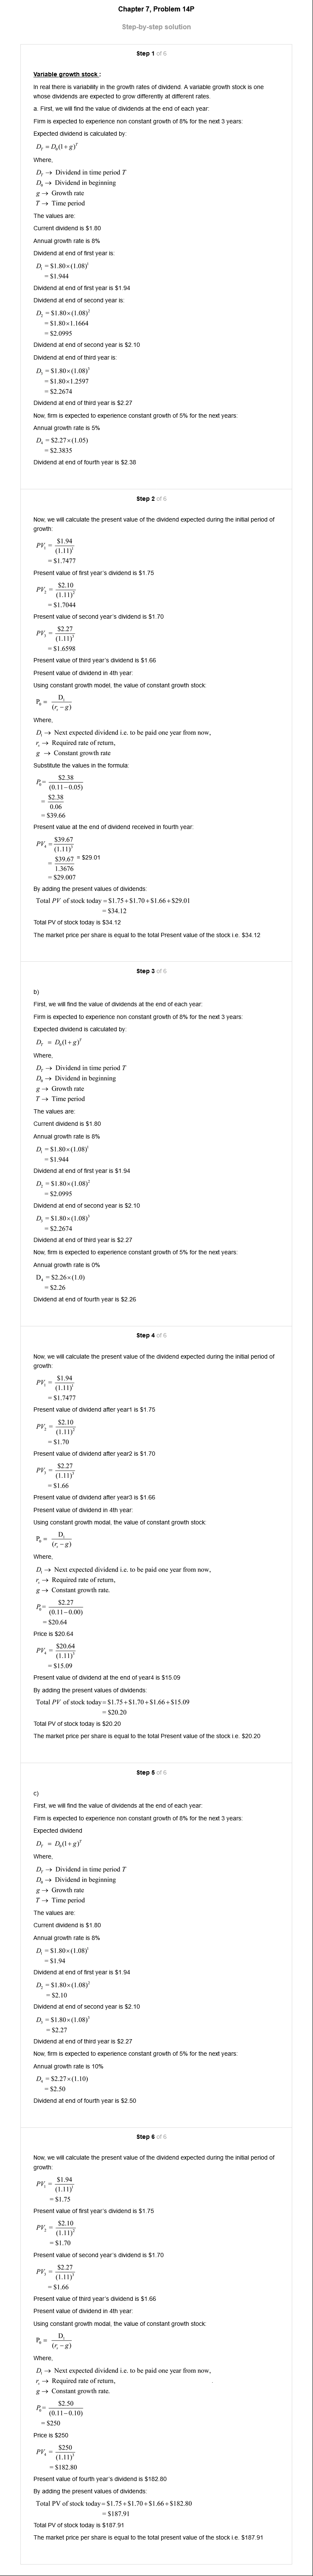 Chapter 7, Problem 14P
Step-by-step solution
Step 1 of 6
Variable growth stock :
In real there is variability in the growth rates of dividend. A variable growth stock is one
whose dividends are expected to grow differently at different rates.
a. First, we will find the value of dividends at the end of each year:
Firm is expected to experience non constant growth of 8% for the next 3 years:
Expected dividend is calculated by:
D_T = D_0(1+g)^T
Where,
D_T → Dividend in time period T
D_0 → Dividend in beginning
g → Growth rate
T → Time period
The values are:
Current dividend is $1.80
Annual growth rate is 8%
Dividend at end of first year is:
D_1 = $1.80×(1.08)^1
= $1.944
Dividend at end of first year is $1.94
Dividend at end of second year is:
D_2 = $1.80×(1.08)^2
= $1.80×1.1664
= $2.0995
Dividend at end of second year is $2.10
Dividend at end of third year is:
D_3 = $1.80×(1.08)^3
= $1.80×1.2597
= $2.2674
Dividend at end of third year is $2.27
Now, firm is expected to experience constant growth of 5% for the next years:
Annual growth rate is 5%
D_4 = $2.27×(1.05)
= $2.3835
Dividend at end of fourth year is $2.38
Step 2 of 6
Now, we will calculate the present value of the dividend expected during the initial period of
growth:
PV_1 = $1.94/(1.11)^1
= $1.7477
Present value of first year's dividend is $1.75
PV_2 = $2.10/(1.11)^2
= $1.7044
Present value of second year's dividend is $1.70
PV_3 = $2.27/(1.11)^3
= $1.6598
Present value of third year's dividend is $1.66
Present value of dividend in 4th year:
Using constant growth model, the value of constant growth stock:
P_0 = D_1/(r_s − g)
Where,
D_1 → Next expected dividend i.e. to be paid one year from now,
r_s → Required rate of return,
g → Constant growth rate
Substitute the values in the formula:
P_0 = $2.38/(0.11−0.05)
= $2.38/0.06
= $39.66
Present value at the end of dividend received in fourth year:
PV_4 = $39.67/(1.11)^3
= $39.67/1.3676 = $29.01
= $29.007
By adding the present values of dividends:
Total PV of stock today = $1.75+$1.70+$1.66+$29.01
= $34.12
Total PV of stock today is $34.12
The market price per share is equal to the total Present value of the stock i.e. $34.12
Step 3 of 6
b)
First, we will find the value of dividends at the end of each year:
Firm is expected to experience non constant growth of 8% for the next 3 years:
Expected dividend is calculated by:
D_T = D_0(1+g)^T
Where,
D_T → Dividend in time period T
D_0 → Dividend in beginning
g → Growth rate
T → Time period
The values are:
Current dividend is $1.80
Annual growth rate is 8%
D_1 = $1.80×(1.08)^1
= $1.944
Dividend at end of first year is $1.94
D_2 = $1.80×(1.08)^2
= $2.0995
Dividend at end of second year is $2.10
D_3 = $1.80×(1.08)^3
= $2.2674
Dividend at end of third year is $2.27
Now, firm is expected to experience constant growth of 5% for the next years:
Annual growth rate is 0%
D_4 = $2.26×(1.0)
= $2.26
Dividend at end of fourth year is $2.26
Step 4 of 6
Now, we will calculate the present value of the dividend expected during the initial period of
growth:
PV_1 = $1.94/(1.11)^1
= $1.7477
Present value of dividend after year1 is $1.75
PV_2 = $2.10/(1.11)^2
= $1.70
Present value of dividend after year2 is $1.70
PV_3 = $2.27/(1.11)^3
= $1.66
Present value of dividend after year3 is $1.66
Present value of dividend in 4th year:
Using constant growth modal, the value of constant growth stock:
P_0 = D_1/(r_s − g)
Where,
D_1 → Next expected dividend i.e. to be paid one year from now,
r_s → Required rate of return,
g → Constant growth rate.
P_0 = $2.27/(0.11−0.00)
= $20.64
Price is $20.64
PV_4 = $20.64/(1.11)^3
= $15.09
Present value of dividend at the end of year4 is $15.09
By adding the present values of dividends:
Total PV of stock today = $1.75+$1.70+$1.66+$15.09
= $20.20
Total PV of stock today is $20.20
The market price per share is equal to the total Present value of the stock i.e. $20.20
Step 5 of 6
c)
First, we will find the value of dividends at the end of each year:
Firm is expected to experience non constant growth of 8% for the next 3 years:
Expected dividend
D_T = D_0(1+g)^T
Where,
D_T → Dividend in time period T
D_0 → Dividend in beginning
g → Growth rate
T → Time period
The values are:
Current dividend is $1.80
Annual growth rate is 8%
D_1 = $1.80×(1.08)^1
= $1.94
Dividend at end of first year is $1.94
D_2 = $1.80×(1.08)^2
= $2.10
Dividend at end of second year is $2.10
D_3 = $1.80×(1.08)^3
= $2.27
Dividend at end of third year is $2.27
Now, firm is expected to experience constant growth of 5% for the next years:
Annual growth rate is 10%
D_4 = $2.27×(1.10)
= $2.50
Dividend at end of fourth year is $2.50
Step 6 of 6
Now, we will calculate the present value of the dividend expected during the initial period of
growth:
PV_1 = $1.94/(1.11)^1
= $1.75
Present value of first year's dividend is $1.75
PV_2 = $2.10/(1.11)^2
= $1.70
Present value of second year's dividend is $1.70
PV_3 = $2.27/(1.11)^3
= $1.66
Present value of third year's dividend is $1.66
Present value of dividend in 4th year:
Using constant growth modal, the value of constant growth stock:
P_0 = D_1/(r_s − g)
Where,
D_1 → Next expected dividend i.e. to be paid one year from now,
r_s → Required rate of return,
g → Constant growth rate.
P_0 = $2.50/(0.11−0.10)
= $250
Price is $250
PV_4 = $250/(1.11)^3
= $182.80
Present value of fourth year's dividend is $182.80
By adding the present values of dividends:
Total PV of stock today = $1.75+$1.70+$1.66+$182.80
= $187.91
Total PV of stock today is $187.91
The market price per share is equal to the total present value of the stock i.e. $187.91